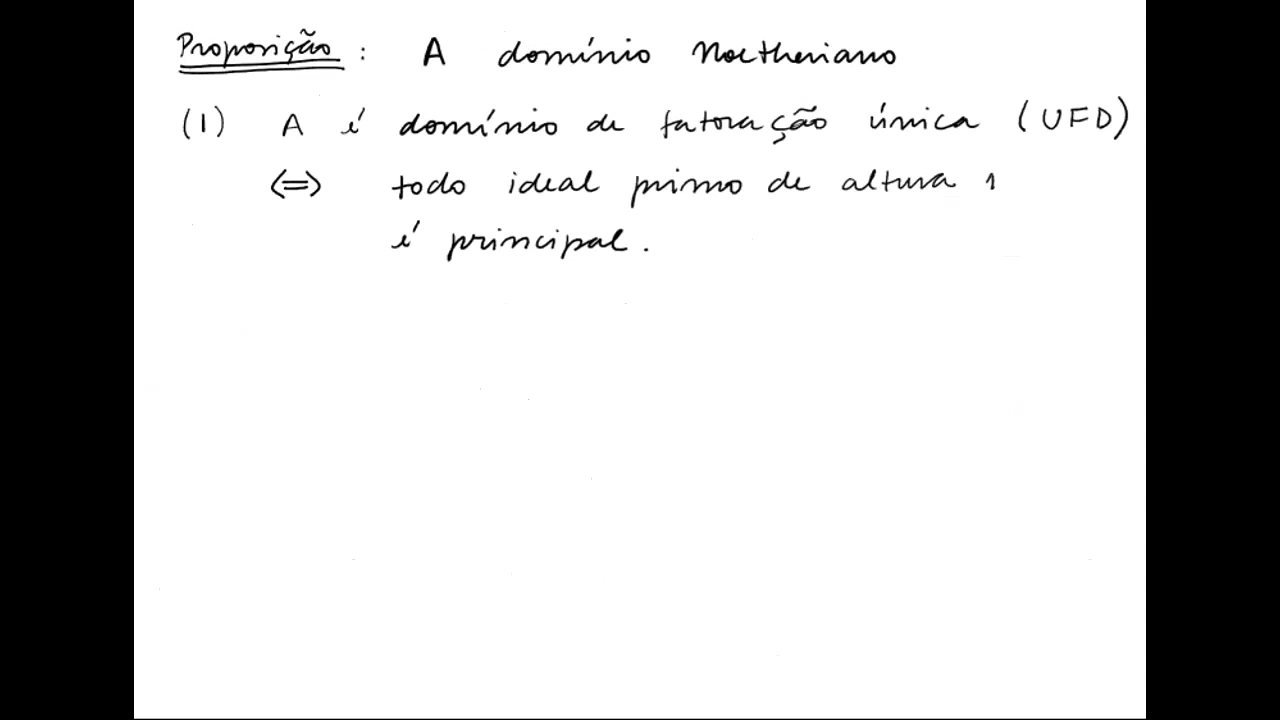 Proposição : A domínio Noetheriano
(1) A é domínio de fatoração única (UFD)
<=> todo ideal primo de altura 1
é principal.